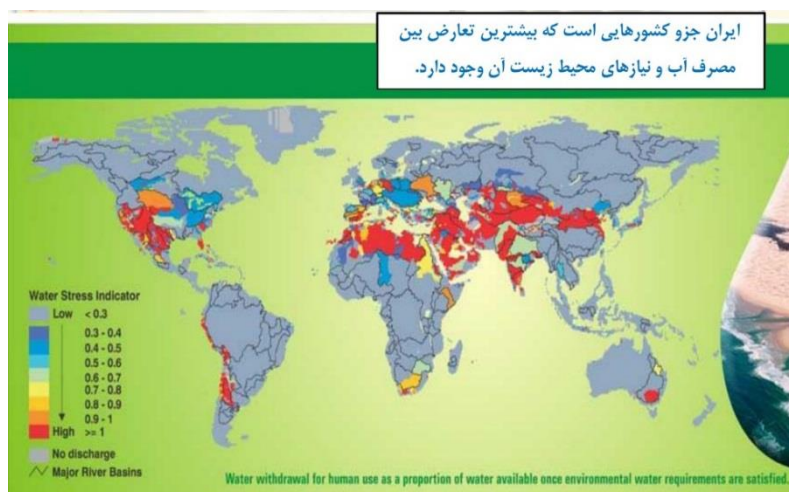 ایران جزو کشورهایی است که بیشترین تعارض بین
مصرف آب و نیازهای محیط زیست آن وجود دارد.
Water Stress Indicator
Low < 0.3
0.3 - 0.4
0.4 - 0.5
0.5 - 0.6
0.6 - 0.7
0.7 - 0.8
0.8 - 0.9
0.9 - 1
High >= 1
No discharge
Major River Basins
Water withdrawal for human use as a proportion of water available once environmental water requirements are satisfied.